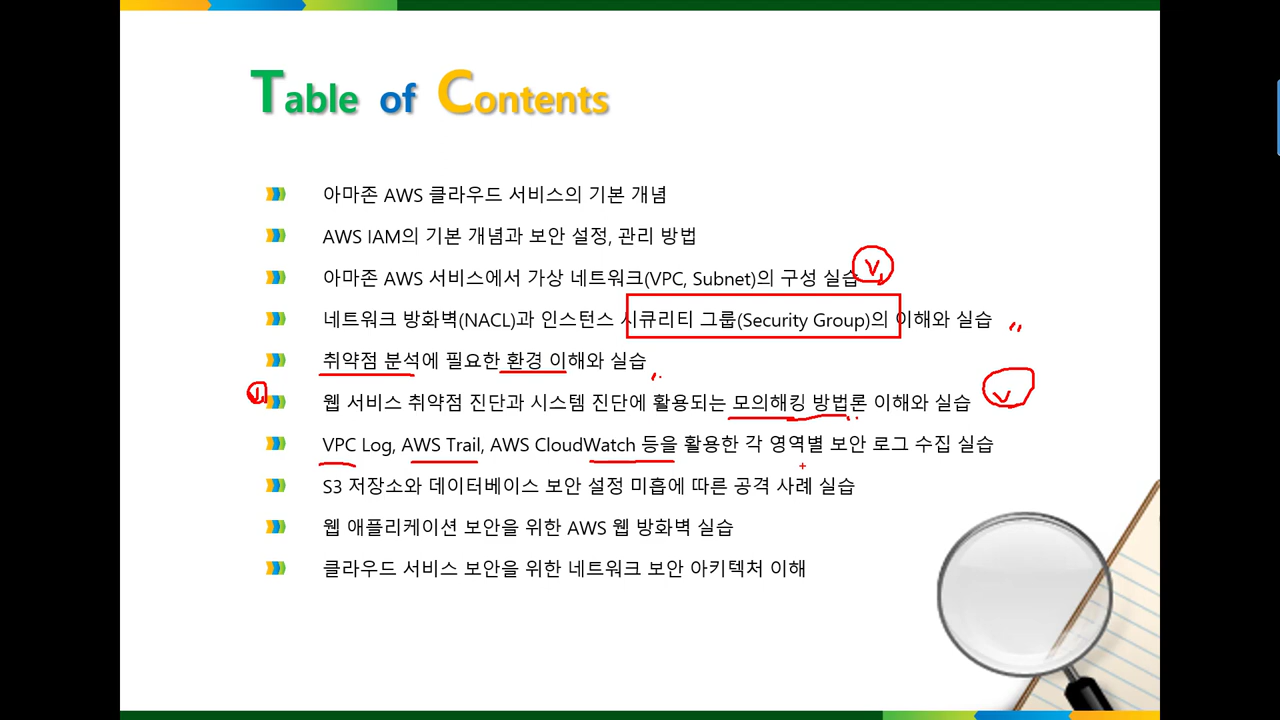 Table of Contents
아마존 AWS 클라우드 서비스의 기본 개념
AWS IAM의 기본 개념과 보안 설정, 관리 방법
아마존 AWS 서비스에서 가상 네트워크(VPC, Subnet)의 구성 실습
네트워크 방화벽(NACL)과 인스턴스 시큐리티 그룹(Security Group)의 이해와 실습
취약점 분석에 필요한 환경 이해와 실습
웹 서비스 취약점 진단과 시스템 진단에 활용되는 모의해킹 방법론 이해와 실습
VPC Log, AWS Trail, AWS CloudWatch 등을 활용한 각 영역별 보안 로그 수집 실습
S3 저장소와 데이터베이스 보안 설정 미흡에 따른 공격 사례 실습
웹 애플리케이션 보안을 위한 AWS 웹 방화벽 실습
클라우드 서비스 보안을 위한 네트워크 보안 아키텍처 이해